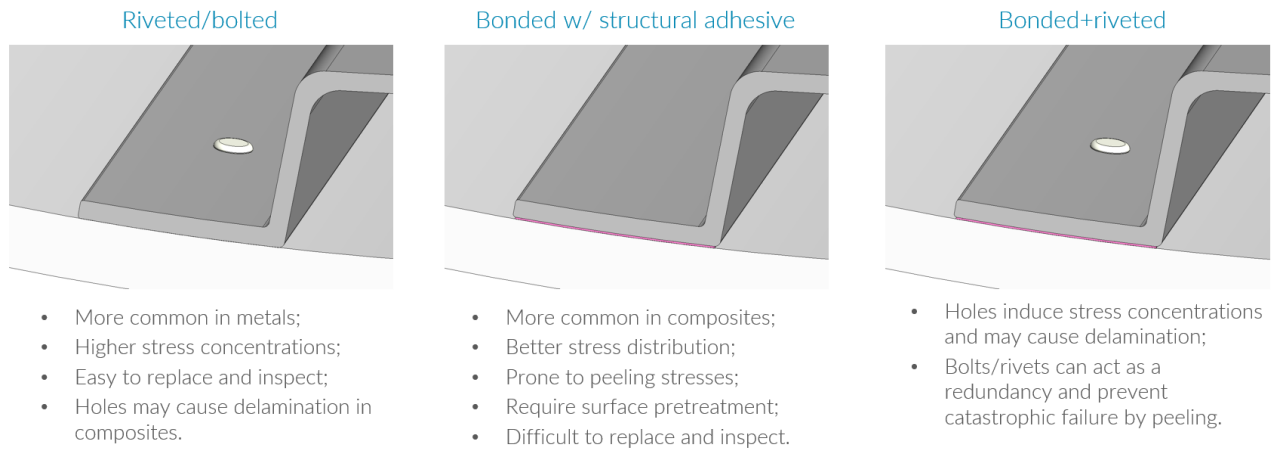 Riveted/bolted
• More common in metals;
• Higher stress concentrations;
• Easy to replace and inspect;
• Holes may cause delamination in
composites.
Bonded w/ structural adhesive
• More common in composites;
• Better stress distribution;
• Prone to peeling stresses;
• Require surface pretreatment;
• Difficult to replace and inspect.
Bonded+riveted
• Holes induce stress concentrations
and may cause delamination;
• Bolts/rivets can act as a
redundancy and prevent
catastrophic failure by peeling.